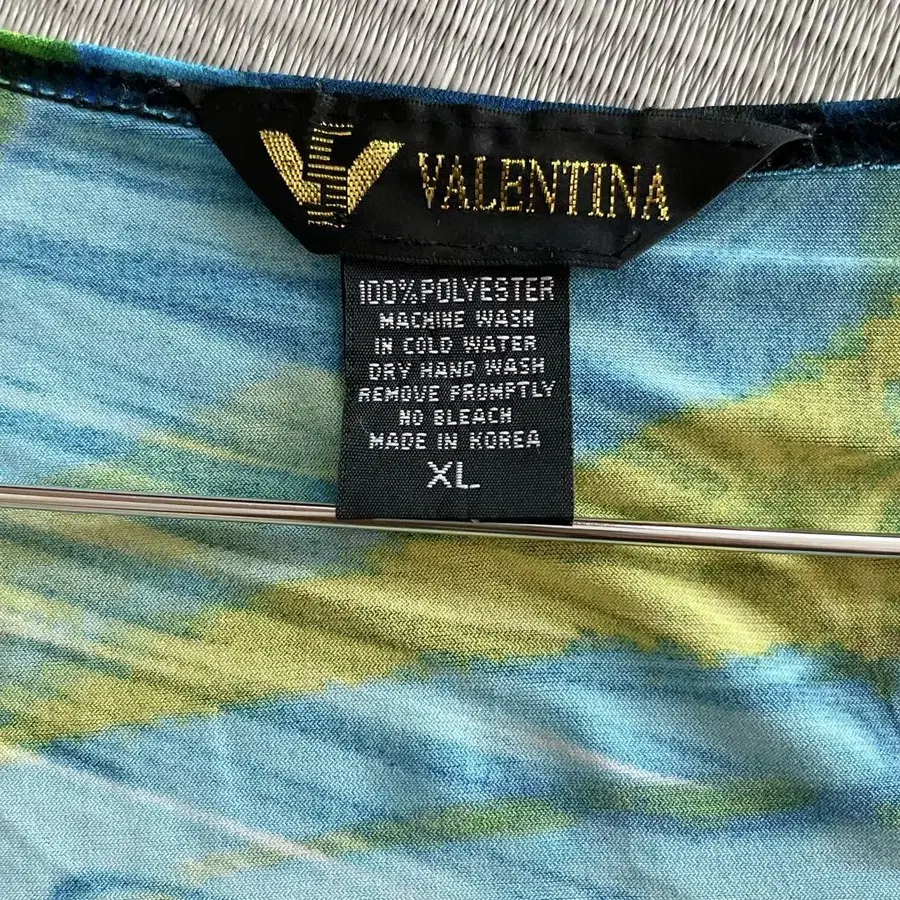 VALENTINA
100% POLYESTER
MACHINE WASH
IN COLD WATER
DRY HAND WASH
REMOVE PROMPTLY
NO BLEACH
MADE IN KOREA
XL